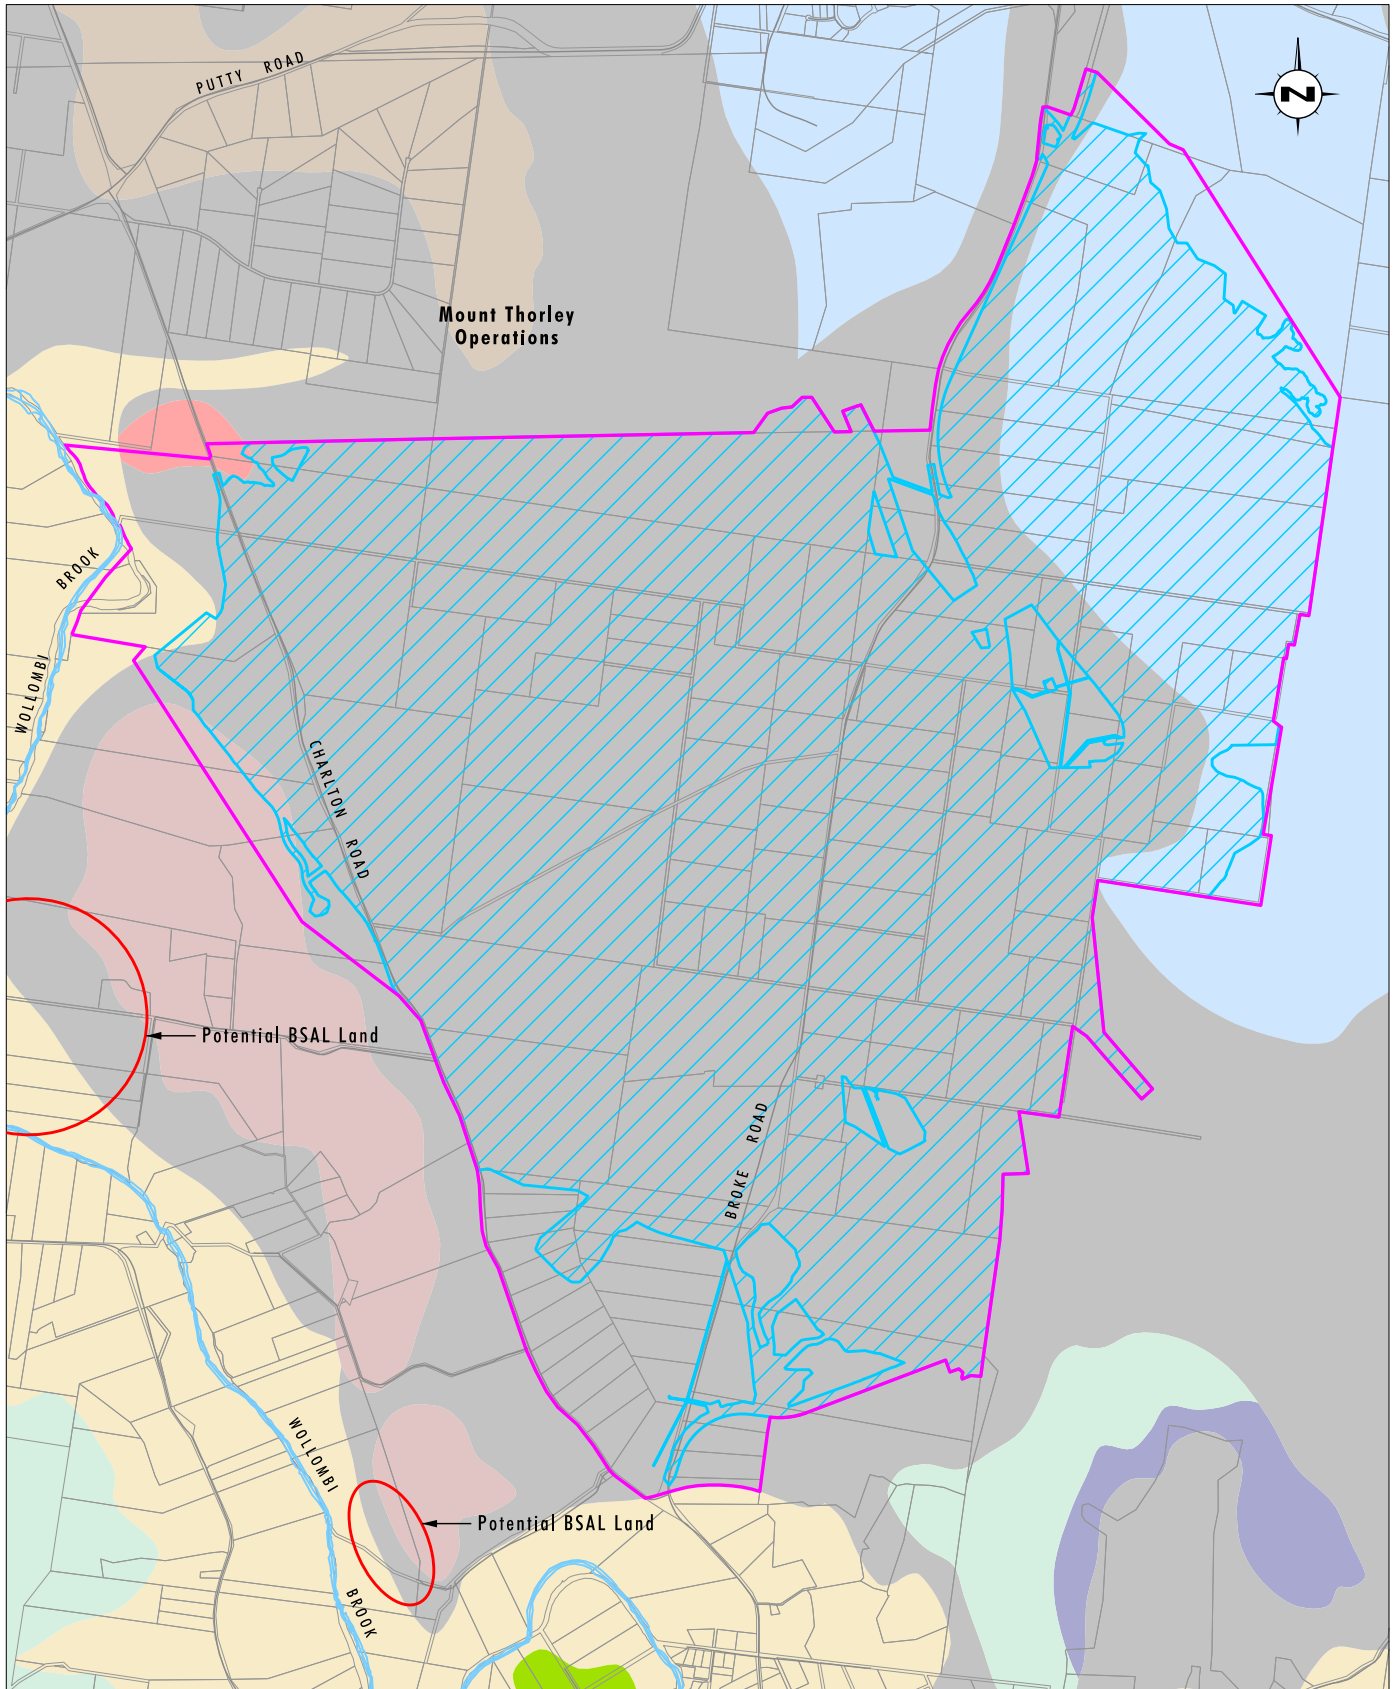 PUTTY ROAD
N
Mount Thorley
Operations
BROOK
WOLLOMBI
CHARLTON ROAD
Potential BSAL Land
BROKE ROAD
WOLLOMBI
Potential BSAL Land
BROOK